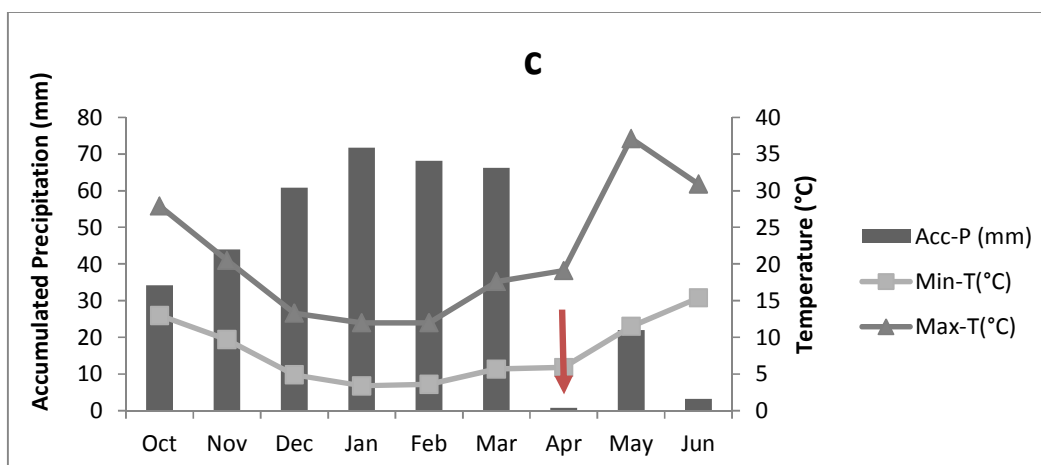 C
Accumulated Precipitation (mm)
80
70
60
50
40
30
20
10
0
Oct Nov Dec Jan Feb Mar Apr May Jun
40
35
30
25
20
15
10
5
0
Temperature (°C)
Acc-P (mm)
Min-T(°C)
Max-T(°C)